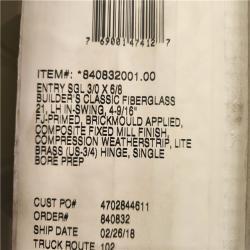 7 69001 47412 7
ITEM#: *840832001.00
ENTRY SGL 3/0 X 6/8
BUILDER'S CLASSIC FIBERGLASS
21, LH IN-SWING, 4-9/16"
FJ-PRIMED, BRICKMOULD APPLIED,
COMPOSITE FIXED MILL FINISH,
COMPRESSION WEATHERSTRIP, LITE
BRASS (US-3/4) HINGE, SINGLE
BORE PREP
CUST PO# 4702844611
ORDER# 840832
SHIP DATE 02/26/18
TRUCK ROUTE 102